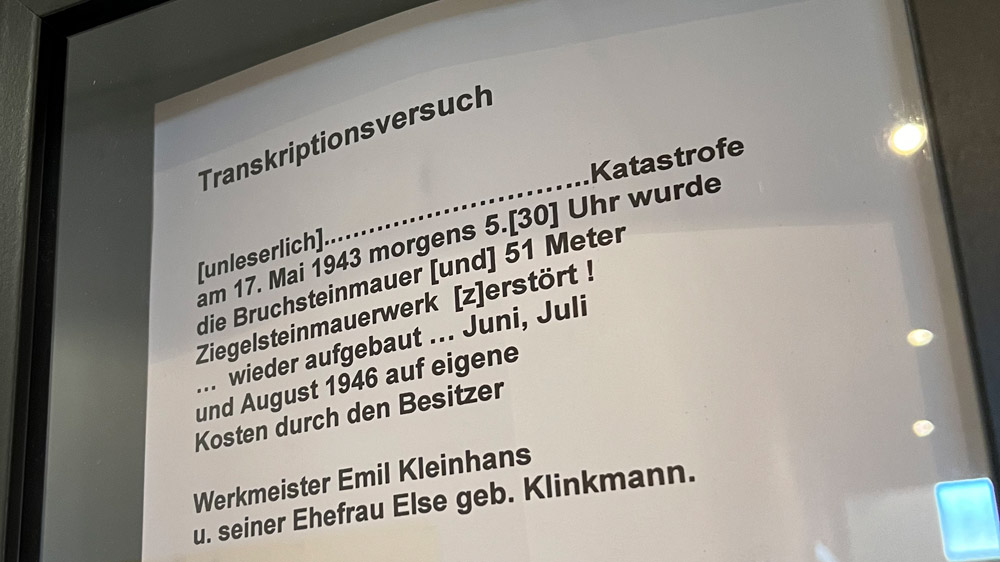 Transkriptionsversuch
[unleserlich]....................................Katastrofe
am 17. Mai 1943 morgens 5.[30] Uhr wurde
die Bruchsteinmauer [und] 51 Meter
Ziegelsteinmauerwerk [z]erstört !
... wieder aufgebaut ... Juni, Juli
und August 1946 auf eigene
Kosten durch den Besitzer
Werkmeister Emil Kleinhans
u. seiner Ehefrau Else geb. Klinkmann.